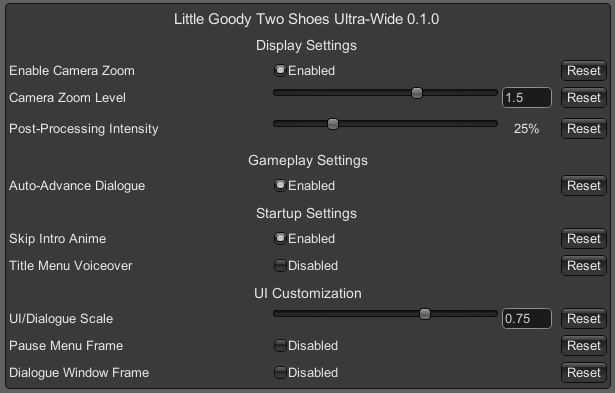 Little Goody Two Shoes Ultra-Wide 0.1.0
Display Settings
Enable Camera Zoom Enabled Reset
Camera Zoom Level 1.5 Reset
Post-Processing Intensity 25% Reset
Gameplay Settings
Auto-Advance Dialogue Enabled Reset
Startup Settings
Skip Intro Anime Enabled Reset
Title Menu Voiceover Disabled Reset
UI Customization
UI/Dialogue Scale 0.75 Reset
Pause Menu Frame Disabled Reset
Dialogue Window Frame Disabled Reset